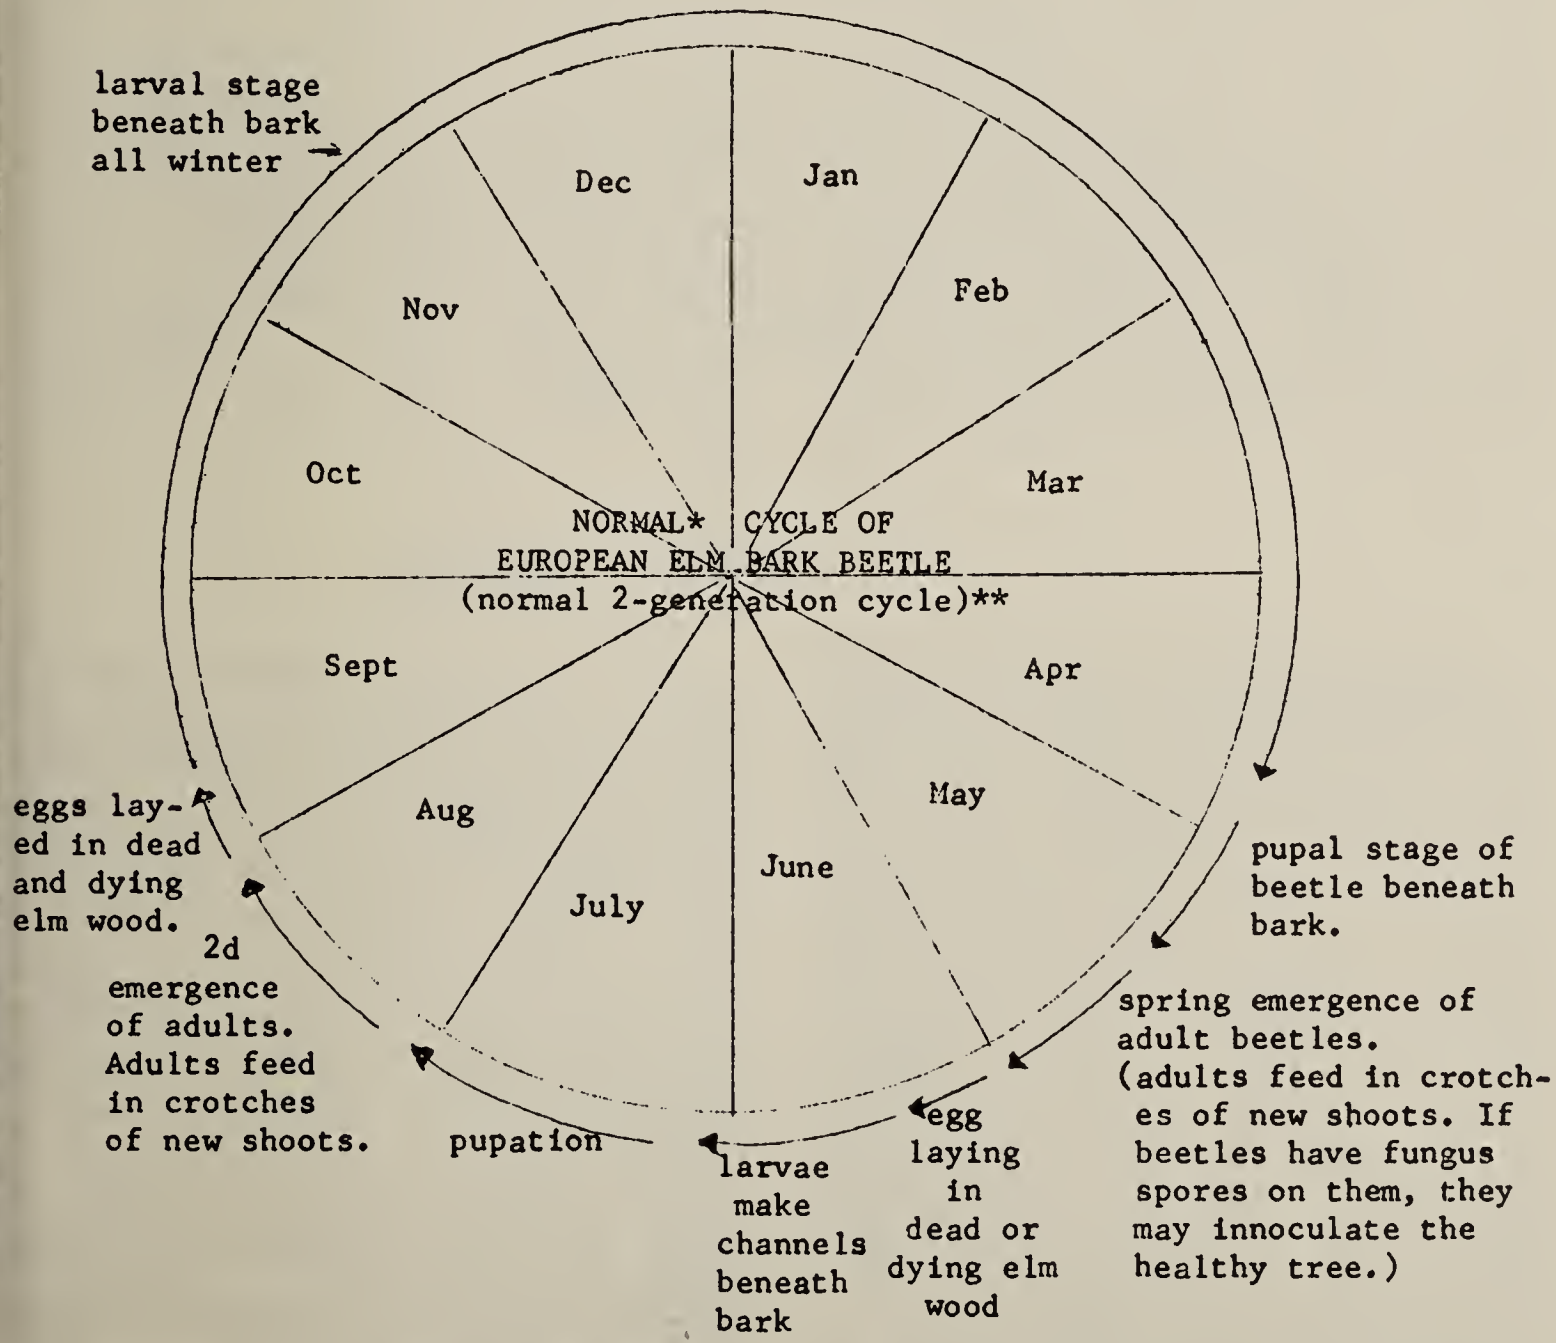 larval stage
beneath bark
all winter
Dec
Jan
Nov
Feb
Oct
Mar
NORMAL* CYCLE OF
EUROPEAN ELM BARK BEETLE
(normal 2-generation cycle)**
Sept
Apr
Aug
May
July
June
eggs lay-
ed in dead
and dying
elm wood.
2d
emergence
of adults.
Adults feed
in crotches
of new shoots.
pupation
larvae
make
channels
beneath
bark
egg
laying
in
dead or
dying elm
wood
pupal stage of
beetle beneath
bark.
spring emergence of
adult beetles.
(adults feed in crotch-
es of new shoots. If
beetles have fungus
spores on them, they
may innoculate the
healthy tree.)